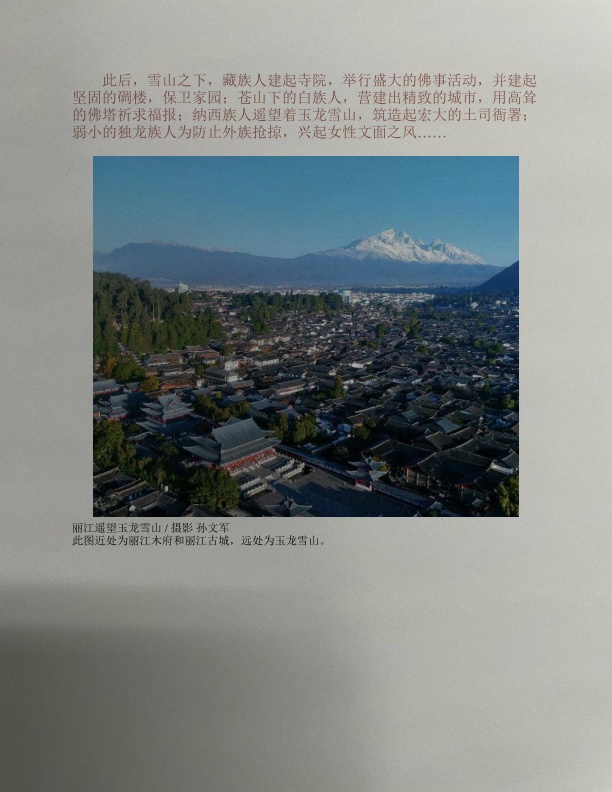 此后，雪山之下，藏族人建起寺院，举行盛大的佛事活动，并建起
坚固的碉楼，保卫家园；苍山下的白族人，营建出精致的城市，用高耸
的佛塔祈求福报；纳西族人遥望着玉龙雪山，筑造起宏大的土司衙署；
弱小的独龙族人为防止外族抢掠，兴起女性文面之风……
丽江遥望玉龙雪山 / 摄影 孙文军
此图近处为丽江木府和丽江古城，远处为玉龙雪山。